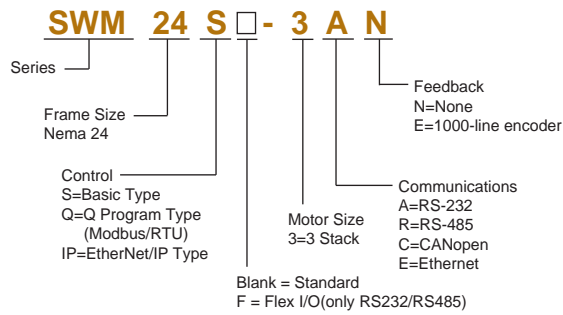 SWM 24 S □ - 3 A N
Series
Frame Size
Nema 24
Control
S=Basic Type
Q=Q Program Type
(Modbus/RTU)
IP=EtherNet/IP Type
Blank = Standard
F = Flex I/O(only RS232/RS485)
Motor Size
3=3 Stack
Communications
A=RS-232
R=RS-485
C=CANopen
E=Ethernet
Feedback
N=None
E=1000-line encoder